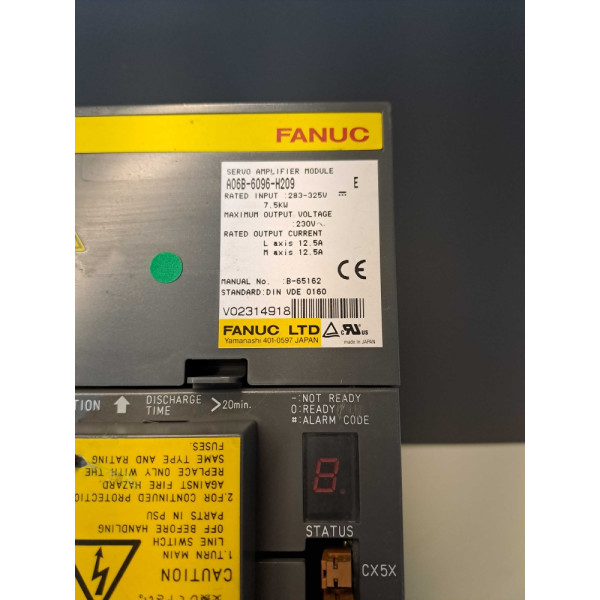 FANUC
SERVO AMPLIFIER MODULE
A06B-6096-H209 E
RATED INPUT :283-325V
7.5KW
MAXIMUM OUTPUT VOLTAGE
:230V~
RATED OUTPUT CURRENT
L axis 12.5A
M axis 12.5A
MANUAL No. :B-65162
STANDARD:DIN VDE 0160
CE
V02314918
FANUC LTD
Yamanashi 401-0597 JAPAN
c US
made in JAPAN
TION DISCHARGE TIME >20min.
-:NOT READY
0:READY
#:ALARM CODE
8.
STATUS
CX5X
CAUTION
1.TURN MAIN
LINE SWITCH
OFF BEFORE HANDLING
PARTS IN PSU
2.FOR CONTINUED PROTECTIO
AGAINST FIRE HAZARD
REPLACE ONLY WITH THE
SAME TYPE AND RATING
FUSES.